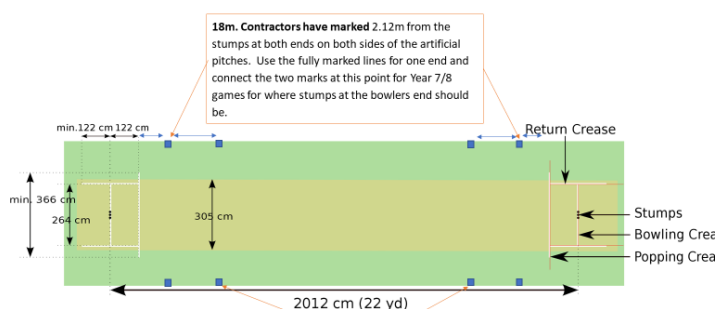 18m. Contractors have marked 2.12m from the
stumps at both ends on both sides of the artificial
pitches. Use the fully marked lines for one end and
connect the two marks at this point for Year 7/8
games for where stumps at the bowlers end should
be.
min.122 cm 122 cm
Return Crease
min. 366 cm
264 cm
305 cm
Stumps
Bowling Crea
Popping Crea
2012 cm (22 yd)